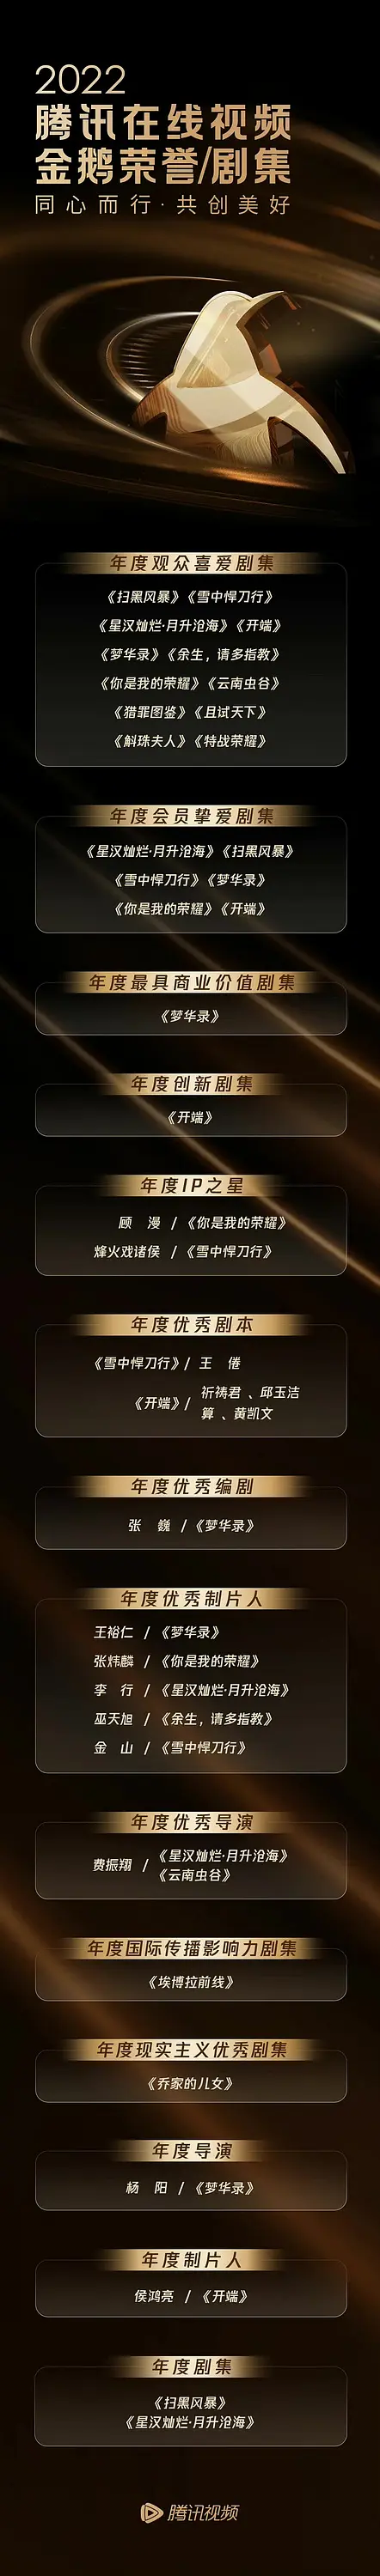 2022
腾讯在线视频
金鹅荣誉/剧集
同心而行·共创美好
年度观众喜爱剧集
《扫黑风暴》《雪中悍刀行》
《星汉灿烂·月升沧海》《开端》
《梦华录》《余生，请多指教》
《你是我的荣耀》《云南虫谷》
《猎罪图鉴》《且试天下》
《斛珠夫人》《特战荣耀》
年度会员挚爱剧集
《星汉灿烂·月升沧海》《扫黑风暴》
《雪中悍刀行》《梦华录》
《你是我的荣耀》《开端》
年度最具商业价值剧集
《梦华录》
年度创新剧集
《开端》
年度IP之星
顾 漫 / 《你是我的荣耀》
烽火戏诸侯 / 《雪中悍刀行》
年度优秀剧本
《雪中悍刀行》/ 王 倦
《开端》/ 祈祷君 、邱玉洁
算 、黄凯文
年度优秀编剧
张 巍 / 《梦华录》
年度优秀制片人
王裕仁 / 《梦华录》
张炜麟 / 《你是我的荣耀》
李 行 / 《星汉灿烂·月升沧海》
巫天旭 / 《余生，请多指教》
金 山 / 《雪中悍刀行》
年度优秀导演
费振翔 / 《星汉灿烂·月升沧海》
《云南虫谷》
年度国际传播影响力剧集
《埃博拉前线》
年度现实主义优秀剧集
《乔家的儿女》
年度导演
杨 阳 / 《梦华录》
年度制片人
侯鸿亮 / 《开端》
年度剧集
《扫黑风暴》
《星汉灿烂·月升沧海》
腾讯视频